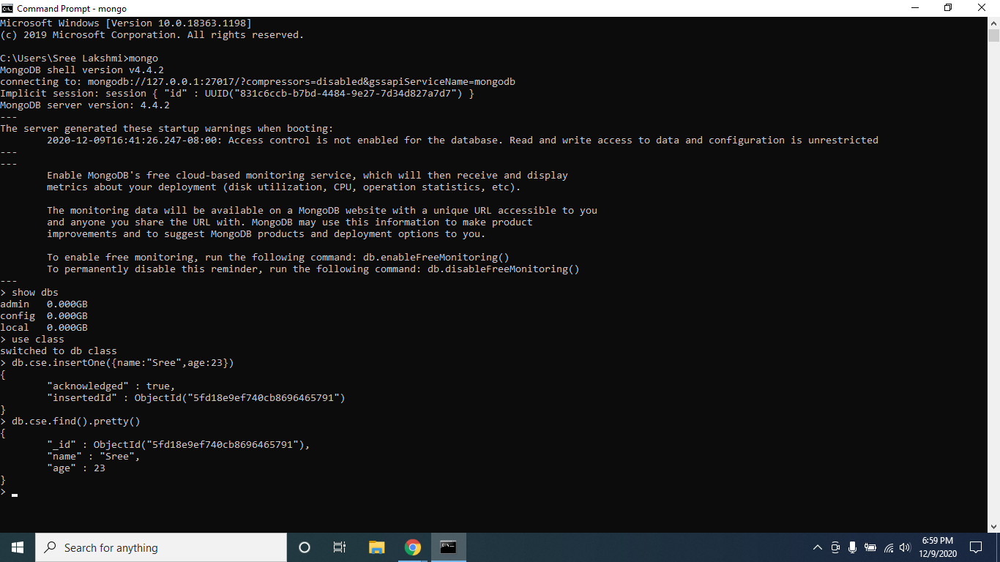 Command Prompt - mongo
Microsoft Windows [Version 10.0.18363.1198]
(c) 2019 Microsoft Corporation. All rights reserved.
C:\Users\Sree Lakshmi>mongo
MongoDB shell version v4.4.2
connecting to: mongodb://127.0.0.1:27017/?compressors=disabled&gssapiServiceName=mongodb
Implicit session: session { "id" : UUID("831c6ccb-b7bd-4484-9e27-7d34d827a7d7") }
MongoDB server version: 4.4.2
---
The server generated these startup warnings when booting:
        2020-12-09T16:41:26.247-08:00: Access control is not enabled for the database. Read and write access to data and configuration is unrestricted
---
---
        Enable MongoDB's free cloud-based monitoring service, which will then receive and display
        metrics about your deployment (disk utilization, CPU, operation statistics, etc).
        The monitoring data will be available on a MongoDB website with a unique URL accessible to you
        and anyone you share the URL with. MongoDB may use this information to make product
        improvements and to suggest MongoDB products and deployment options to you.
        To enable free monitoring, run the following command: db.enableFreeMonitoring()
        To permanently disable this reminder, run the following command: db.disableFreeMonitoring()
---
> show dbs
admin   0.000GB
config  0.000GB
local   0.000GB
> use class
switched to db class
> db.cse.insertOne({name:"Sree",age:23})
{
        "acknowledged" : true,
        "insertedId" : ObjectId("5fd18e9ef740cb8696465791")
}
> db.cse.find().pretty()
{
        "_id" : ObjectId("5fd18e9ef740cb8696465791"),
        "name" : "Sree",
        "age" : 23
}
>
Search for anything
6:59 PM
12/9/2020